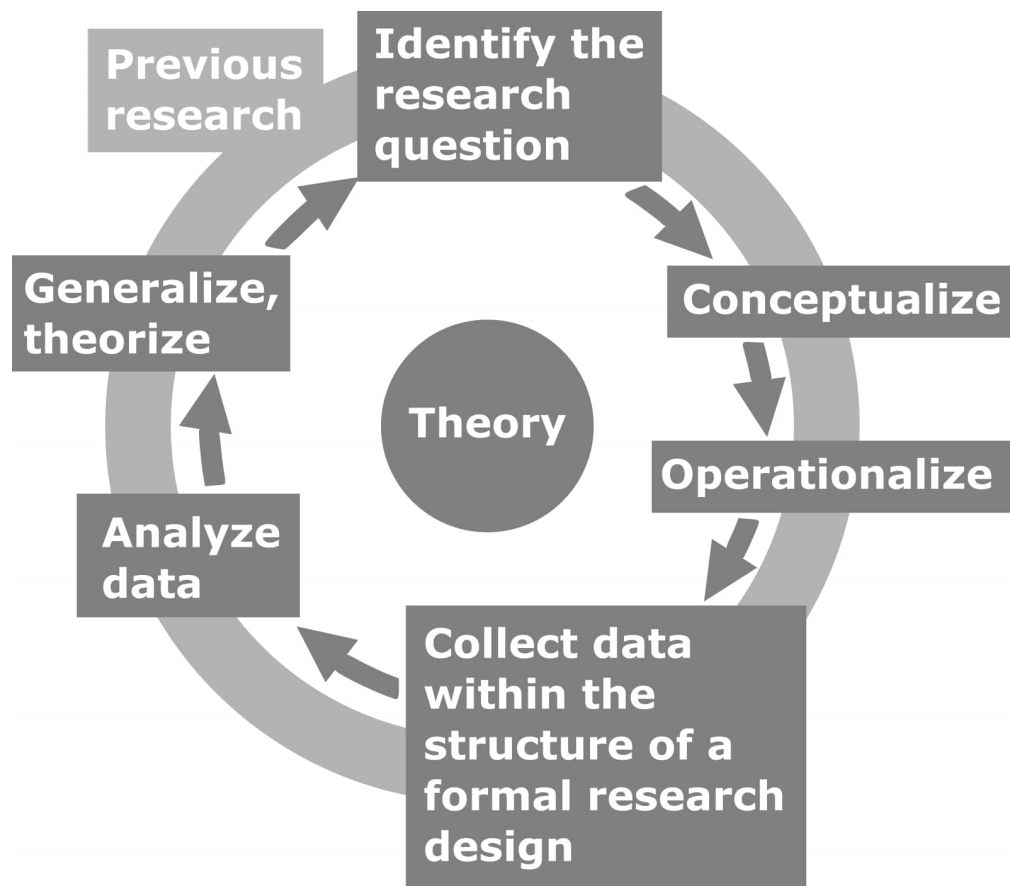 Previous
research
Identify the
research
question
Conceptualize
Operationalize
Collect data
within the
structure of a
formal research
design
Analyze
data
Generalize,
theorize
Theory